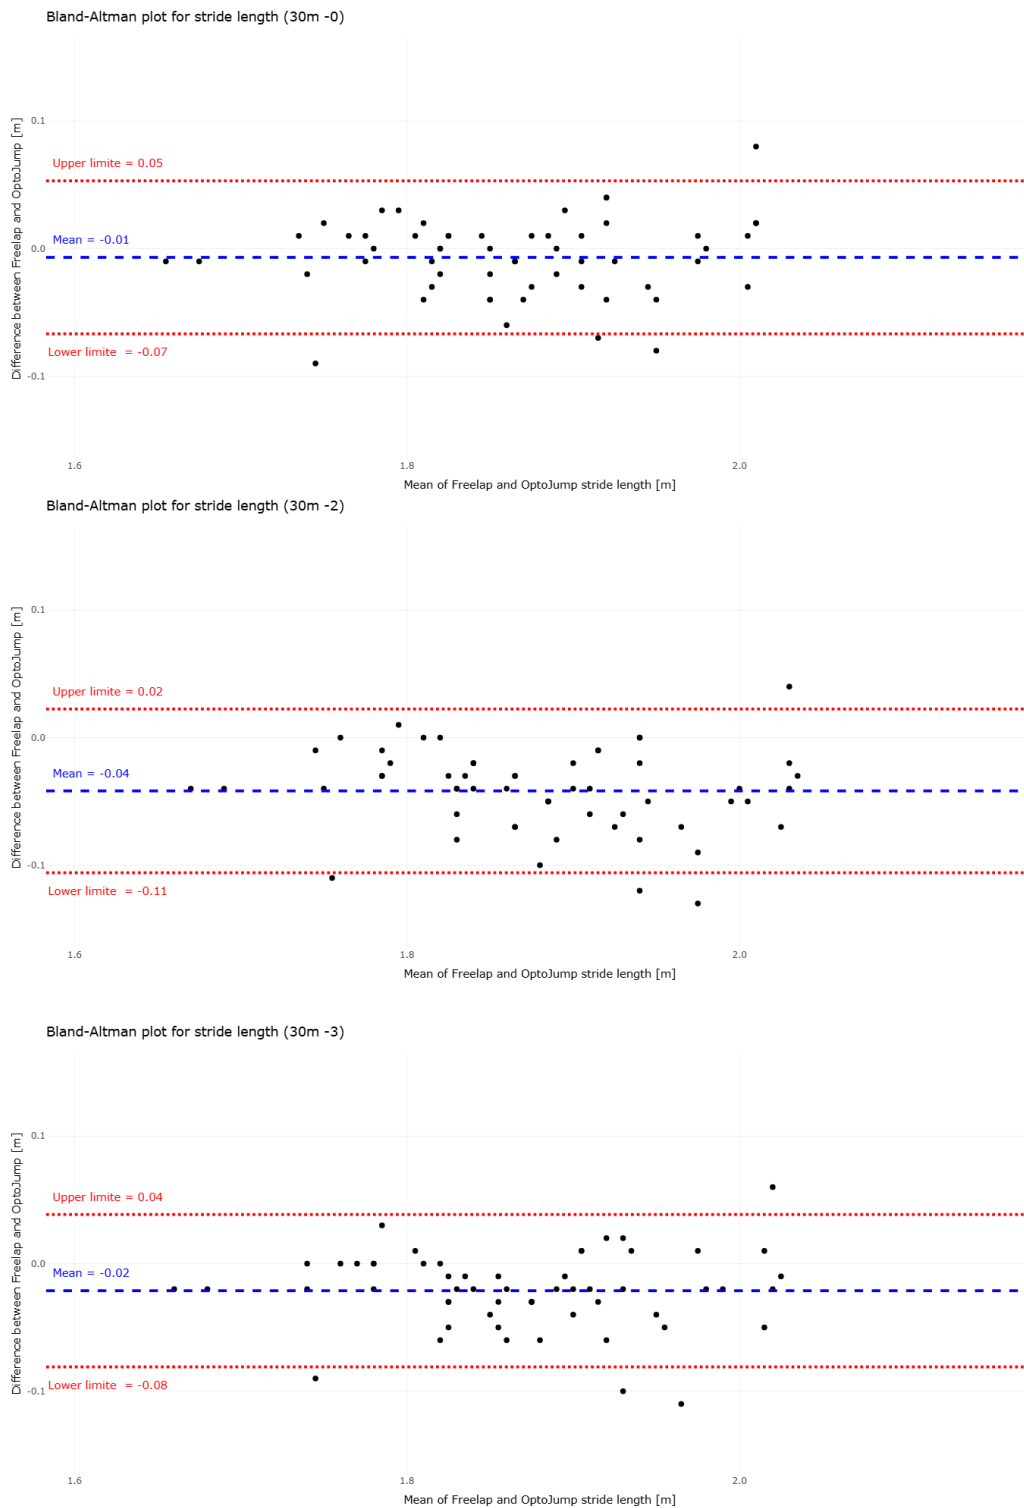 Bland-Altman plot for stride length (30m -0)
Difference between Freelap and OptoJump [m]
0.1
Upper limite = 0.05
Mean = -0.01
0.0
Lower limite  = -0.07
-0.1
1.6
1.8
2.0
Mean of Freelap and OptoJump stride length [m]
Bland-Altman plot for stride length (30m -2)
Difference between Freelap and OptoJump [m]
0.1
Upper limite = 0.02
0.0
Mean = -0.04
-0.1
Lower limite  = -0.11
1.6
1.8
2.0
Mean of Freelap and OptoJump stride length [m]
Bland-Altman plot for stride length (30m -3)
Difference between Freelap and OptoJump [m]
0.1
Upper limite = 0.04
0.0
Mean = -0.02
Lower limite  = -0.08
-0.1
1.6
1.8
2.0
Mean of Freelap and OptoJump stride length [m]